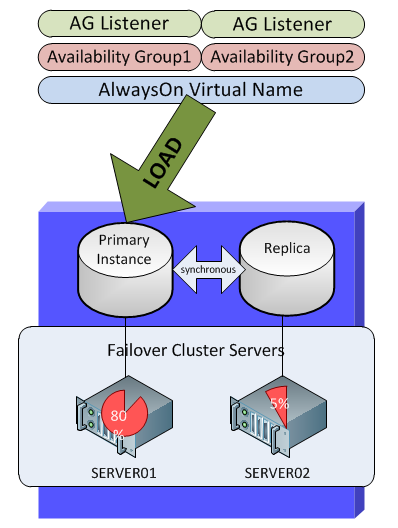 AG Listener
AG Listener
Availability Group1
Availability Group2
AlwaysOn Virtual Name
LOAD
Primary
Instance
synchronous
Replica
Failover Cluster Servers
80
%
5%
SERVER01
SERVER02